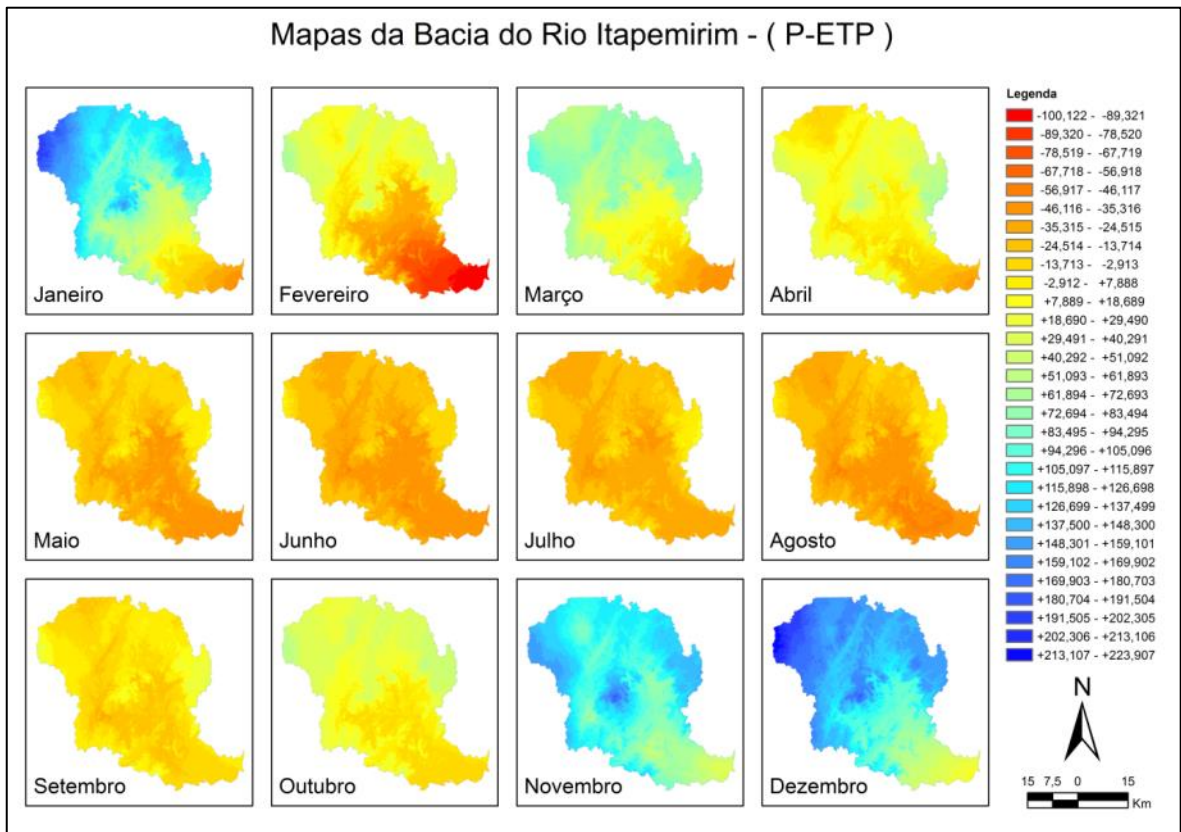 Mapas da Bacia do Rio Itapemirim - ( P-ETP )
Janeiro
Fevereiro
Março
Abril
Maio
Junho
Julho
Agosto
Setembro
Outubro
Novembro
Dezembro
Legenda
-100,122 - -89,321
-89,320 - -78,520
-78,519 - -67,719
-67,718 - -56,918
-56,917 - -46,117
-46,116 - -35,316
-35,315 - -24,515
-24,514 - -13,714
-13,713 - -2,913
-2,912 - +7,888
+7,889 - +18,689
+18,690 - +29,490
+29,491 - +40,291
+40,292 - +51,092
+51,093 - +61,893
+61,894 - +72,693
+72,694 - +83,494
+83,495 - +94,295
+94,296 - +105,096
+105,097 - +115,897
+115,898 - +126,698
+126,699 - +137,499
+137,500 - +148,300
+148,301 - +159,101
+159,102 - +169,902
+169,903 - +180,703
+180,704 - +191,504
+191,505 - +202,305
+202,306 - +213,106
+213,107 - +223,907
N
15 7,5 0 15
Km